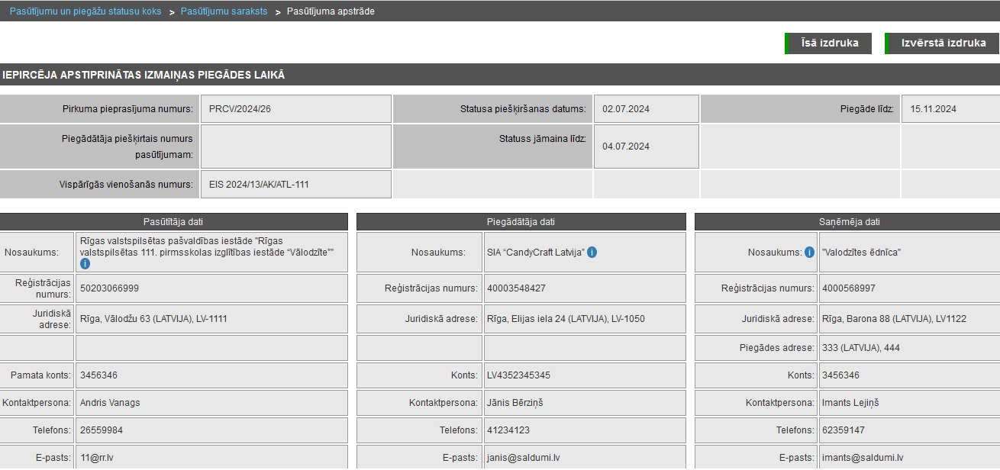 Pasūtījumu un piegāžu statusu koks > Pasūtījumu saraksts > Pasūtījuma apstrāde
Īsā izdruka Izvērstā izdruka
IEPIRCĒJA APSTIPRINĀTAS IZMAIŅAS PIEGĀDES LAIKĀ
Pirkuma pieprasījuma numurs: PRCV/2024/26 Statusa piešķiršanas datums: 02.07.2024 Piegāde līdz: 15.11.2024
Piegādātāja piešķirtais numurs
pasūtījumam:
Statuss jāmaina līdz: 04.07.2024
Vispārīgās vienošanās numurs: EIS 2024/13/AK/ATL-111
Pasūtītāja dati
Nosaukums: Rīgas valstspilsētas pašvaldības iestāde "Rīgas
valstspilsētas 111. pirmsskolas izglītības iestāde “Vālodzīte””
i
Reģistrācijas
numurs: 50203066999
Juridiskā
adrese: Rīga, Vālodžu 63 (LATVIJA), LV-1111
Pamata konts: 3456346
Kontaktpersona: Andris Vanags
Telefons: 26559984
E-pasts: 11@rr.lv
Piegādātāja dati
Nosaukums: SIA “CandyCraft Latvija” i
Reģistrācijas numurs: 40003548427
Juridiskā adrese: Rīga, Elijas iela 24 (LATVIJA), LV-1050
Konts: LV4352345345
Kontaktpersona: Jānis Bērziņš
Telefons: 41234123
E-pasts: janis@saldumi.lv
Saņēmēja dati
Nosaukums: i "Valodzītes ēdnīca"
Reģistrācijas numurs: 4000568997
Juridiskā adrese: Rīga, Barona 88 (LATVIJA), LV1122
Piegādes adrese: 333 (LATVIJA), 444
Konts: 3456346
Kontaktpersona: Imants Lejiņš
Telefons: 62359147
E-pasts: imants@saldumi.lv